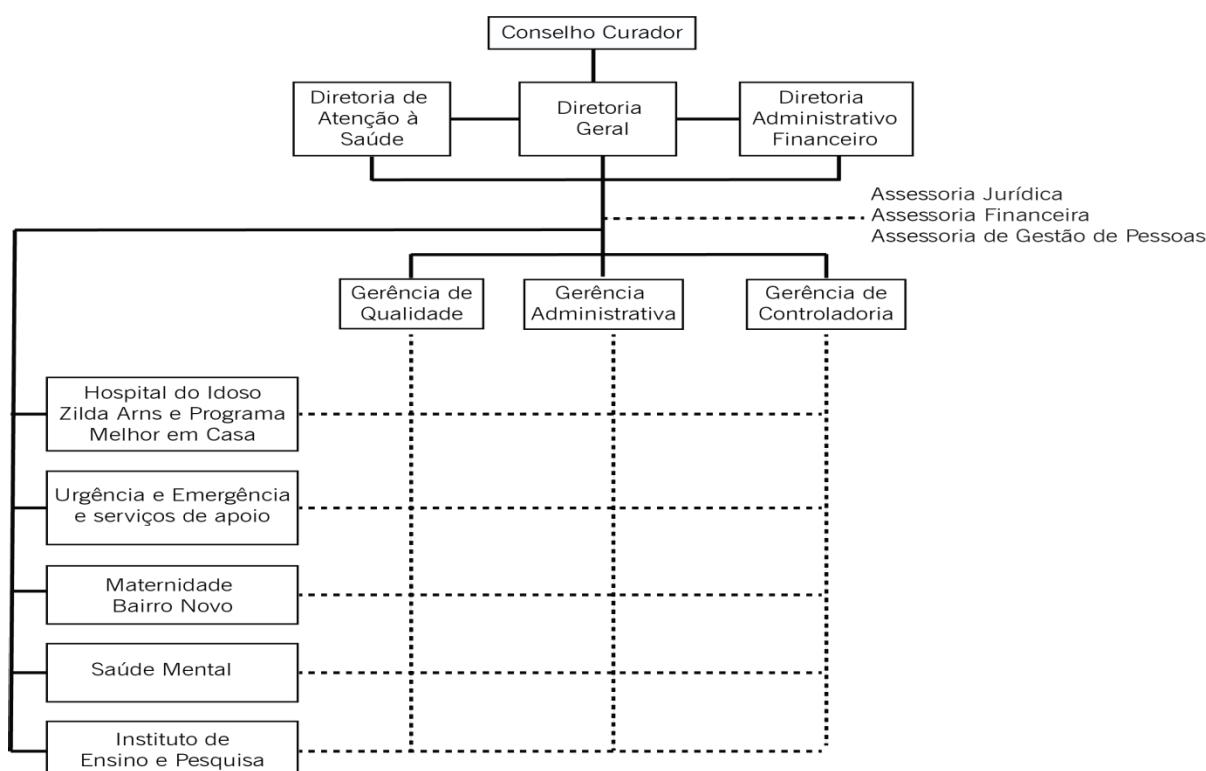 Conselho Curador
Diretoria de
Atenção à
Saúde
Diretoria
Geral
Diretoria
Administrativo
Financeiro
Assessoria Jurídica
Assessoria Financeira
Assessoria de Gestão de Pessoas
Gerência de
Qualidade
Gerência
Administrativa
Gerência de
Controladoria
Hospital do Idoso
Zilda Arns e Programa
Melhor em Casa
Urgência e Emergência
e serviços de apoio
Maternidade
Bairro Novo
Saúde Mental
Instituto de
Ensino e Pesquisa